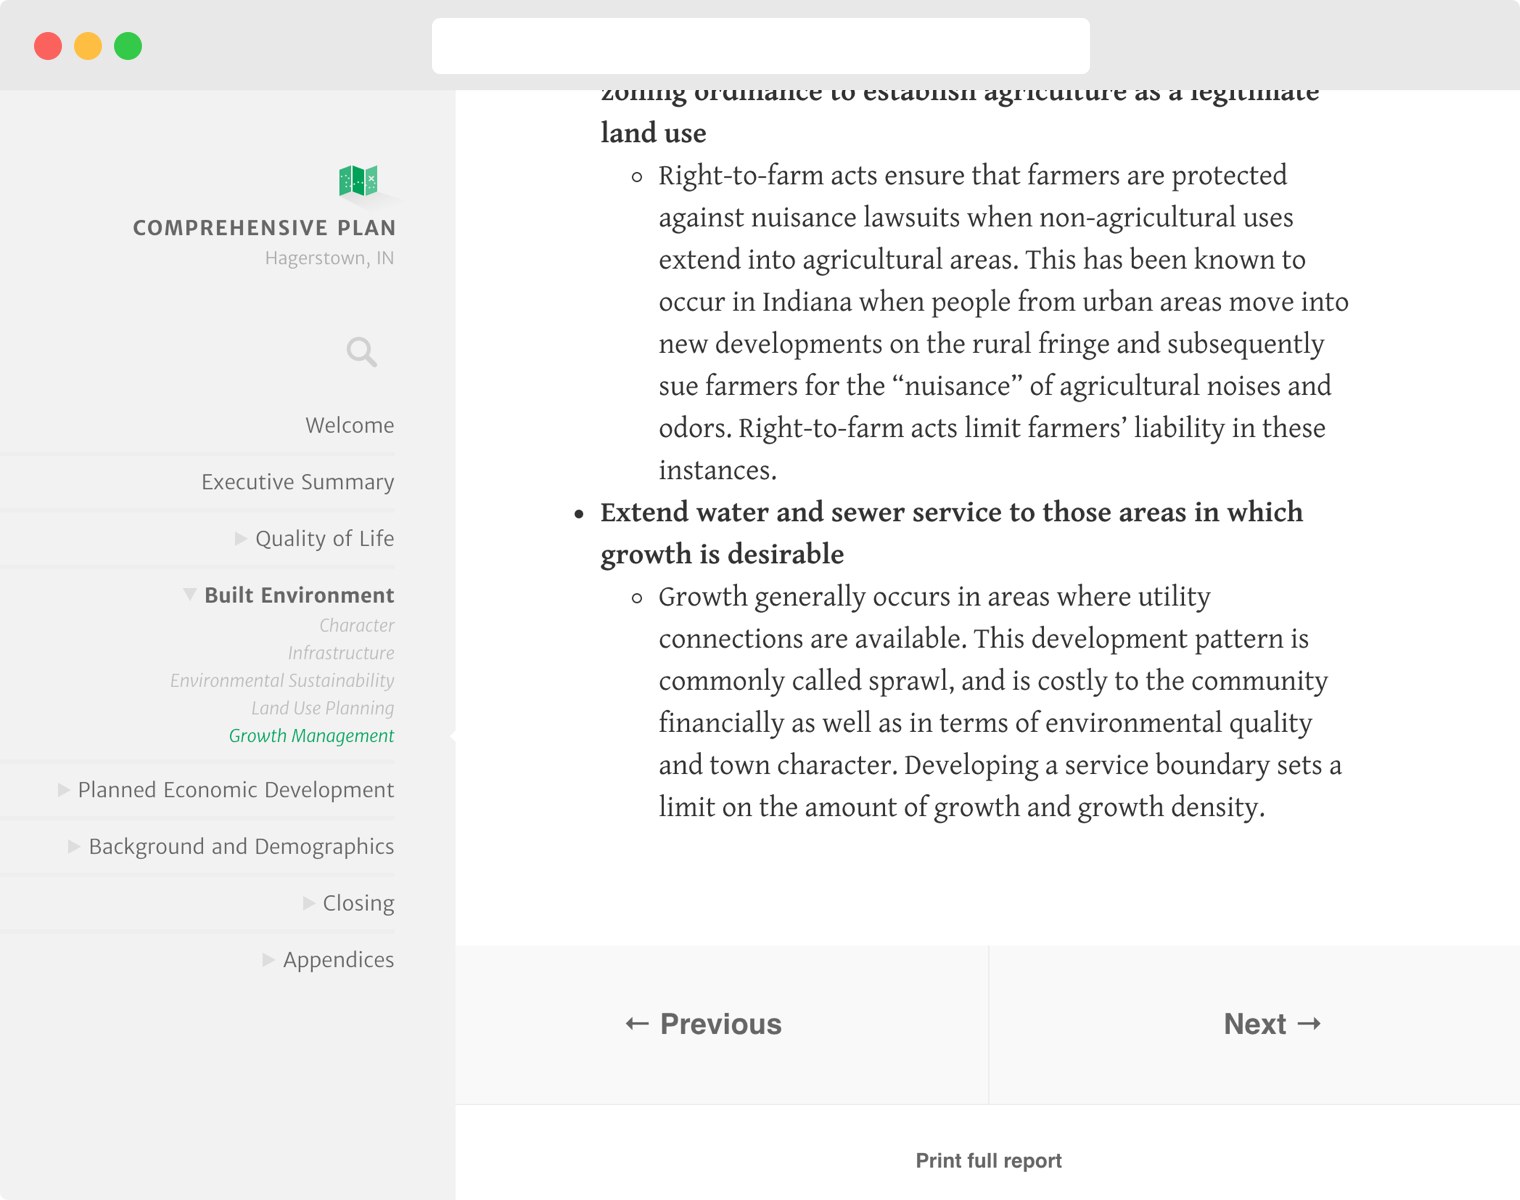 COMPREHENSIVE PLAN
Hagerstown, IN
Welcome
Executive Summary
Quality of Life
Built Environment
Character
Infrastructure
Environmental Sustainability
Land Use Planning
Growth Management
Planned Economic Development
Background and Demographics
Closing
Appendices
zoning ordinance to establish agriculture as a legitimate
land use
Right-to-farm acts ensure that farmers are protected
against nuisance lawsuits when non-agricultural uses
extend into agricultural areas. This has been known to
occur in Indiana when people from urban areas move into
new developments on the rural fringe and subsequently
sue farmers for the “nuisance” of agricultural noises and
odors. Right-to-farm acts limit farmers’ liability in these
instances.
Extend water and sewer service to those areas in which
growth is desirable
Growth generally occurs in areas where utility
connections are available. This development pattern is
commonly called sprawl, and is costly to the community
financially as well as in terms of environmental quality
and town character. Developing a service boundary sets a
limit on the amount of growth and growth density.
← Previous
Next →
Print full report